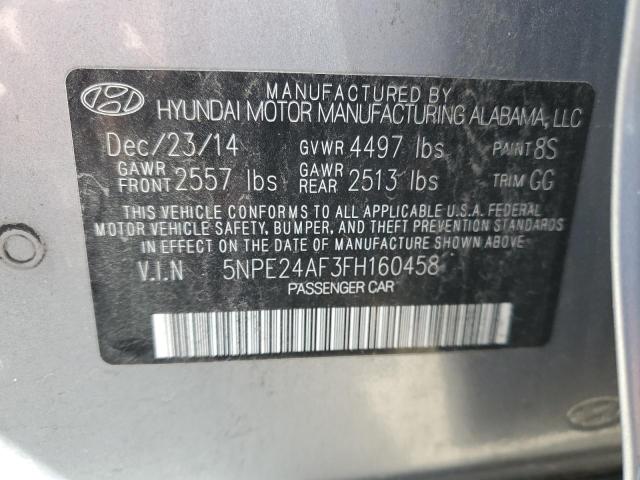 MANUFACTURED BY
HYUNDAI MOTOR MANUFACTURING ALABAMA, LLC
Dec/23/14 GVWR 4497 lbs PAINT 8S
GAWR FRONT 2557 lbs GAWR REAR 2513 lbs TRIM GG
THIS VEHICLE CONFORMS TO ALL APPLICABLE U.S.A. FEDERAL
MOTOR VEHICLE SAFETY, BUMPER, AND THEFT PREVENTION STANDARDS
IN EFFECT ON THE DATE OF MANUFACTURE SHOWN ABOVE.
V.I.N 5NPE24AF3FH160458
PASSENGER CAR